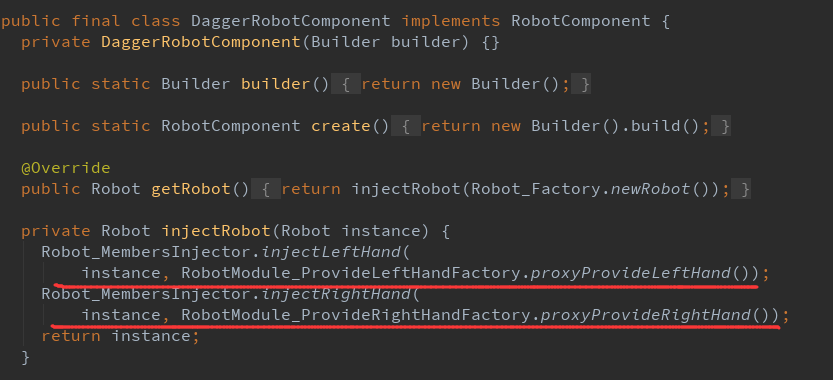 public final class DaggerRobotComponent implements RobotComponent {
private DaggerRobotComponent(Builder builder) {}
public static Builder builder() { return new Builder(); }
public static RobotComponent create() { return new Builder().build(); }
@Override
public Robot getRobot() { return injectRobot(Robot_Factory.newRobot()); }
private Robot injectRobot(Robot instance) {
Robot_MembersInjector.injectLeftHand(
instance, RobotModule_ProvideLeftHandFactory.proxyProvideLeftHand());
Robot_MembersInjector.injectRightHand(
instance, RobotModule_ProvideRightHandFactory.proxyProvideRightHand());
return instance;
}